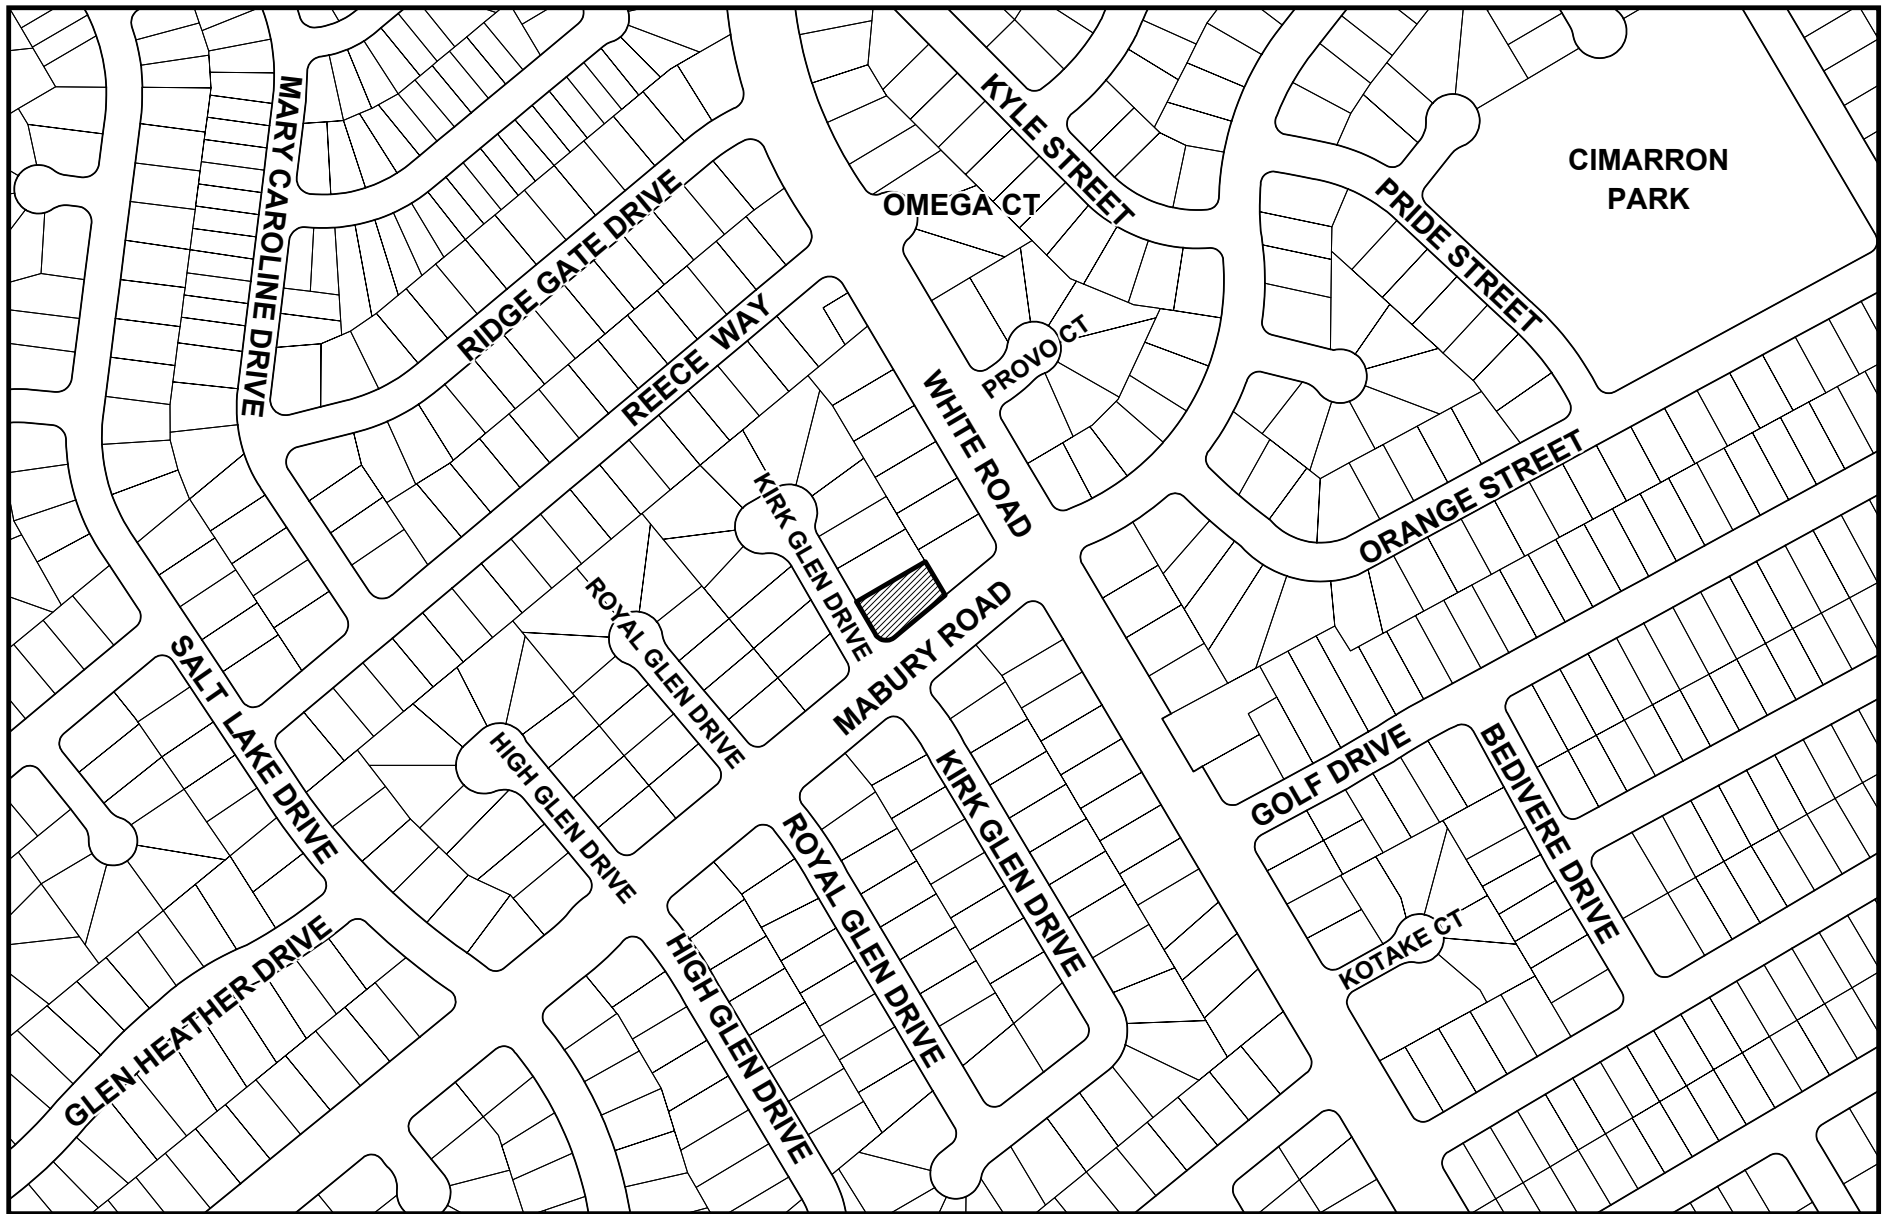 MARY CAROLINE DRIVE
KYLE STREET
CIMARRON
PARK
OMEGA CT
PRIDE STREET
RIDGE GATE DRIVE
REECE WAY
PROVO CT
WHITE ROAD
ORANGE STREET
KIRK GLEN DRIVE
ROYAL GLEN DRIVE
MABURY ROAD
SALT LAKE DRIVE
HIGH GLEN DRIVE
GOLF DRIVE
BEDIVERE DRIVE
KIRK GLEN DRIVE
ROYAL GLEN DRIVE
KOTAKE CT
HIGH GLEN DRIVE
GLEN HEATHER DRIVE